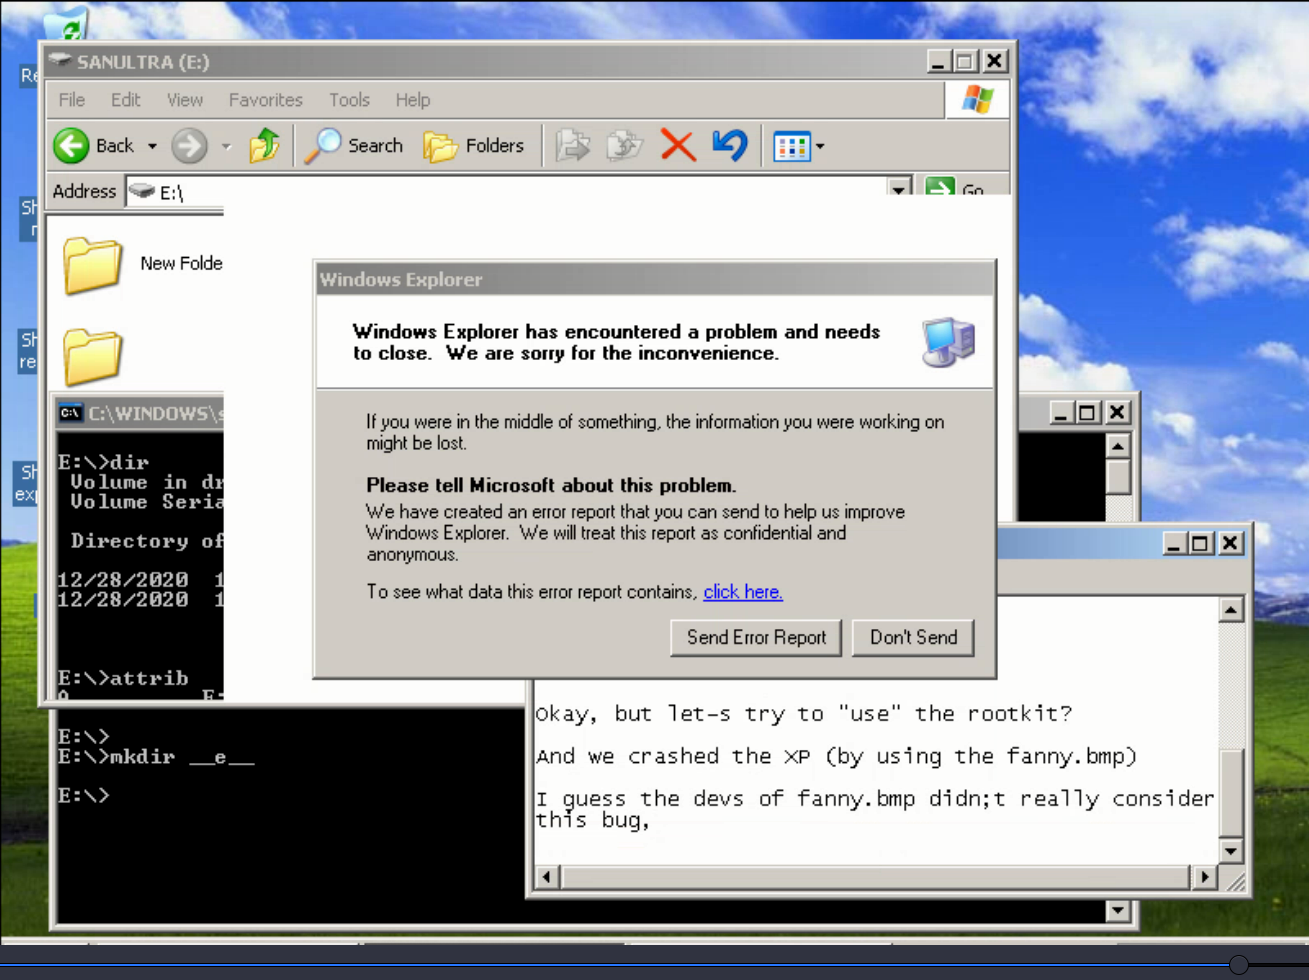 Re
SANULTRA (E:)
File Edit View Favorites Tools Help
Back Search Folders
Address E:\ Go
Sh
r
New Folde
Sh
re
Sh
exp
Windows Explorer
Windows Explorer has encountered a problem and needs
to close. We are sorry for the inconvenience.
If you were in the middle of something, the information you were working on
might be lost.
Please tell Microsoft about this problem.
We have created an error report that you can send to help us improve
Windows Explorer. We will treat this report as confidential and
anonymous.
To see what data this error report contains, click here.
Send Error Report Don't Send
C:\WINDOWS\s
E:\>dir
Volume in dr
Volume Seria
Directory of
12/28/2020 1
12/28/2020 1
E:\>attrib
A E:
E:\>
E:\>mkdir __e__
E:\>
Okay, but let-s try to "use" the rootkit?
And we crashed the XP (by using the fanny.bmp)
I guess the devs of fanny.bmp didn;t really consider
this bug,